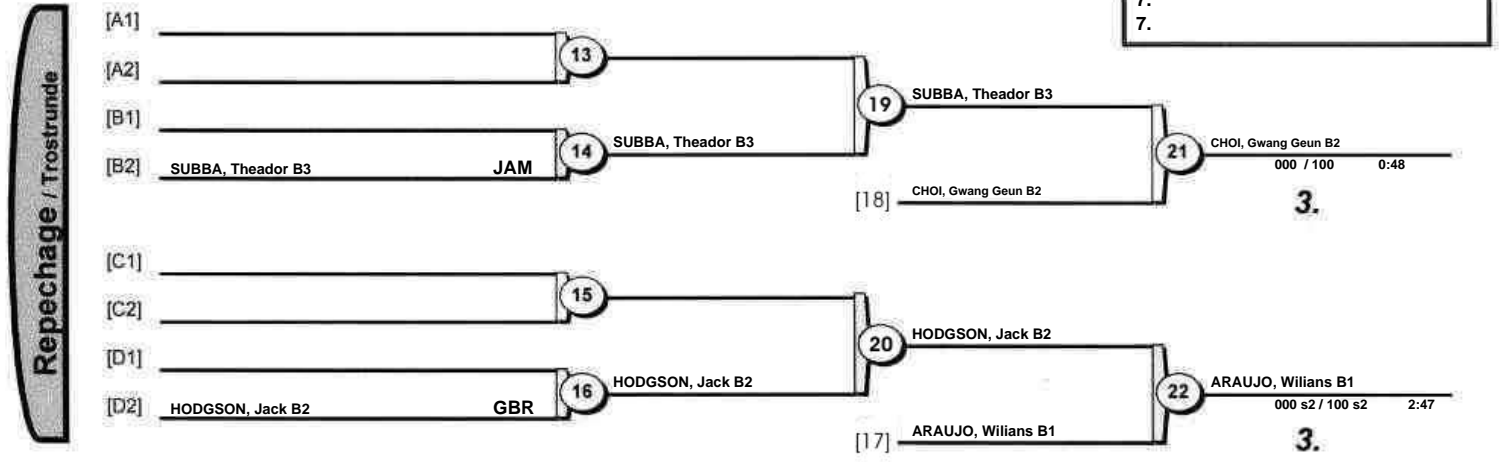 7.
7.
Repechage / Trostrunde
[A1]
[A2]
13
[B1]
[B2] SUBBA, Theador B3 JAM
14
SUBBA, Theador B3
19
SUBBA, Theador B3
[18] CHOI, Gwang Geun B2
21
CHOI, Gwang Geun B2
000 / 100 0:48
3.
[C1]
[C2]
15
[D1]
[D2] HODGSON, Jack B2 GBR
16
HODGSON, Jack B2
20
HODGSON, Jack B2
[17] ARAUJO, Wilians B1
22
ARAUJO, Wilians B1
000 s2 / 100 s2 2:47
3.